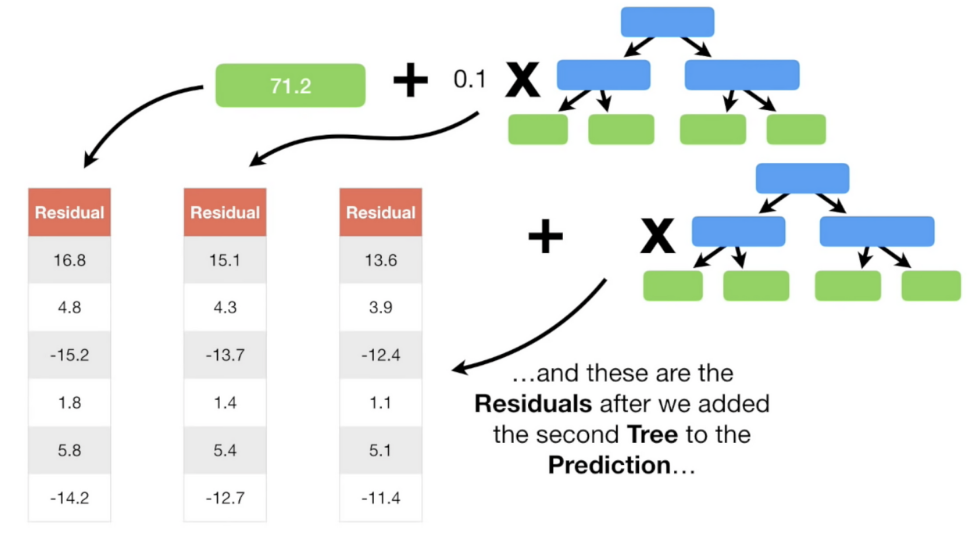 71.2 + 0.1 X
+ X
Residual Residual Residual
16.8 15.1 13.6
4.8 4.3 3.9
-15.2 -13.7 -12.4
1.8 1.4 1.1
5.8 5.4 5.1
-14.2 -12.7 -11.4
…and these are the
Residuals after we added
the second Tree to the
Prediction…